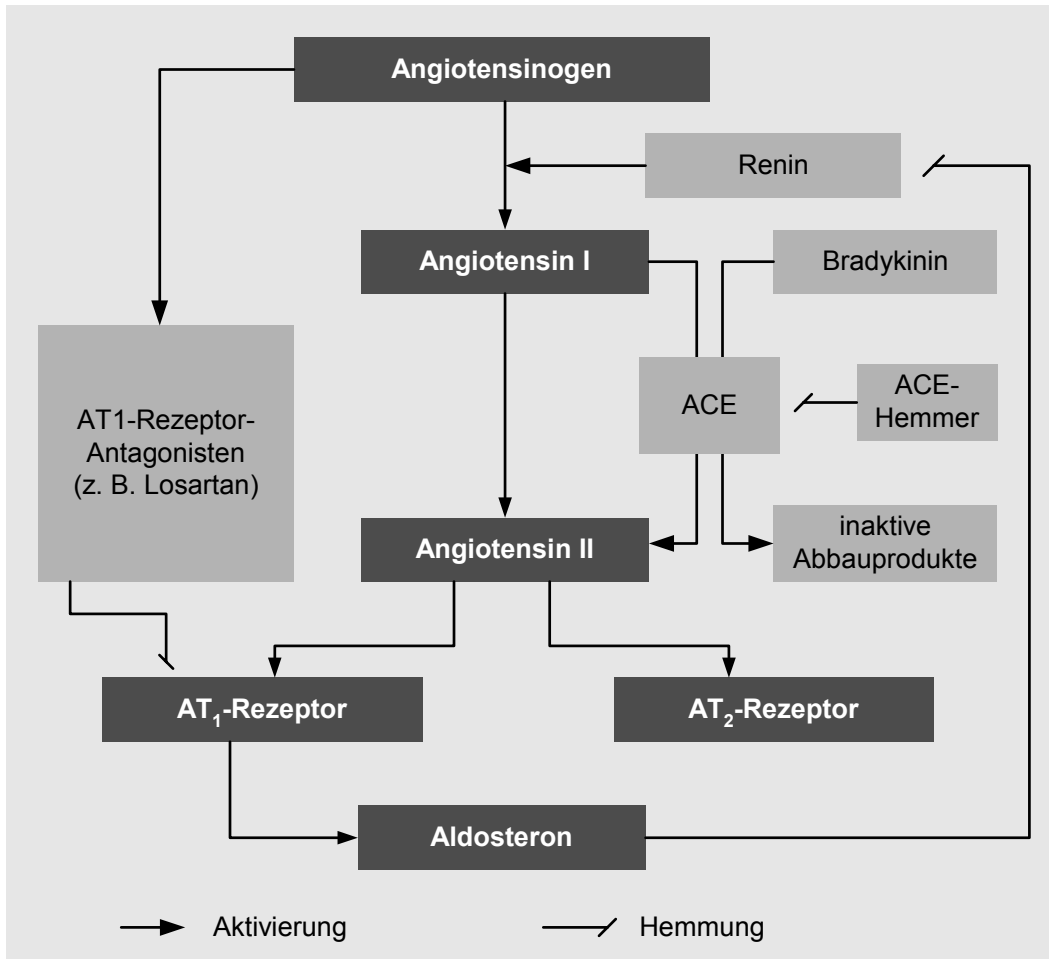 Angiotensinogen
Renin
Angiotensin I
Bradykinin
AT1-Rezeptor-
Antagonisten
(z. B. Losartan)
ACE
ACE-
Hemmer
Angiotensin II
inaktive
Abbauprodukte
AT₁-Rezeptor
AT₂-Rezeptor
Aldosteron
Aktivierung
Hemmung